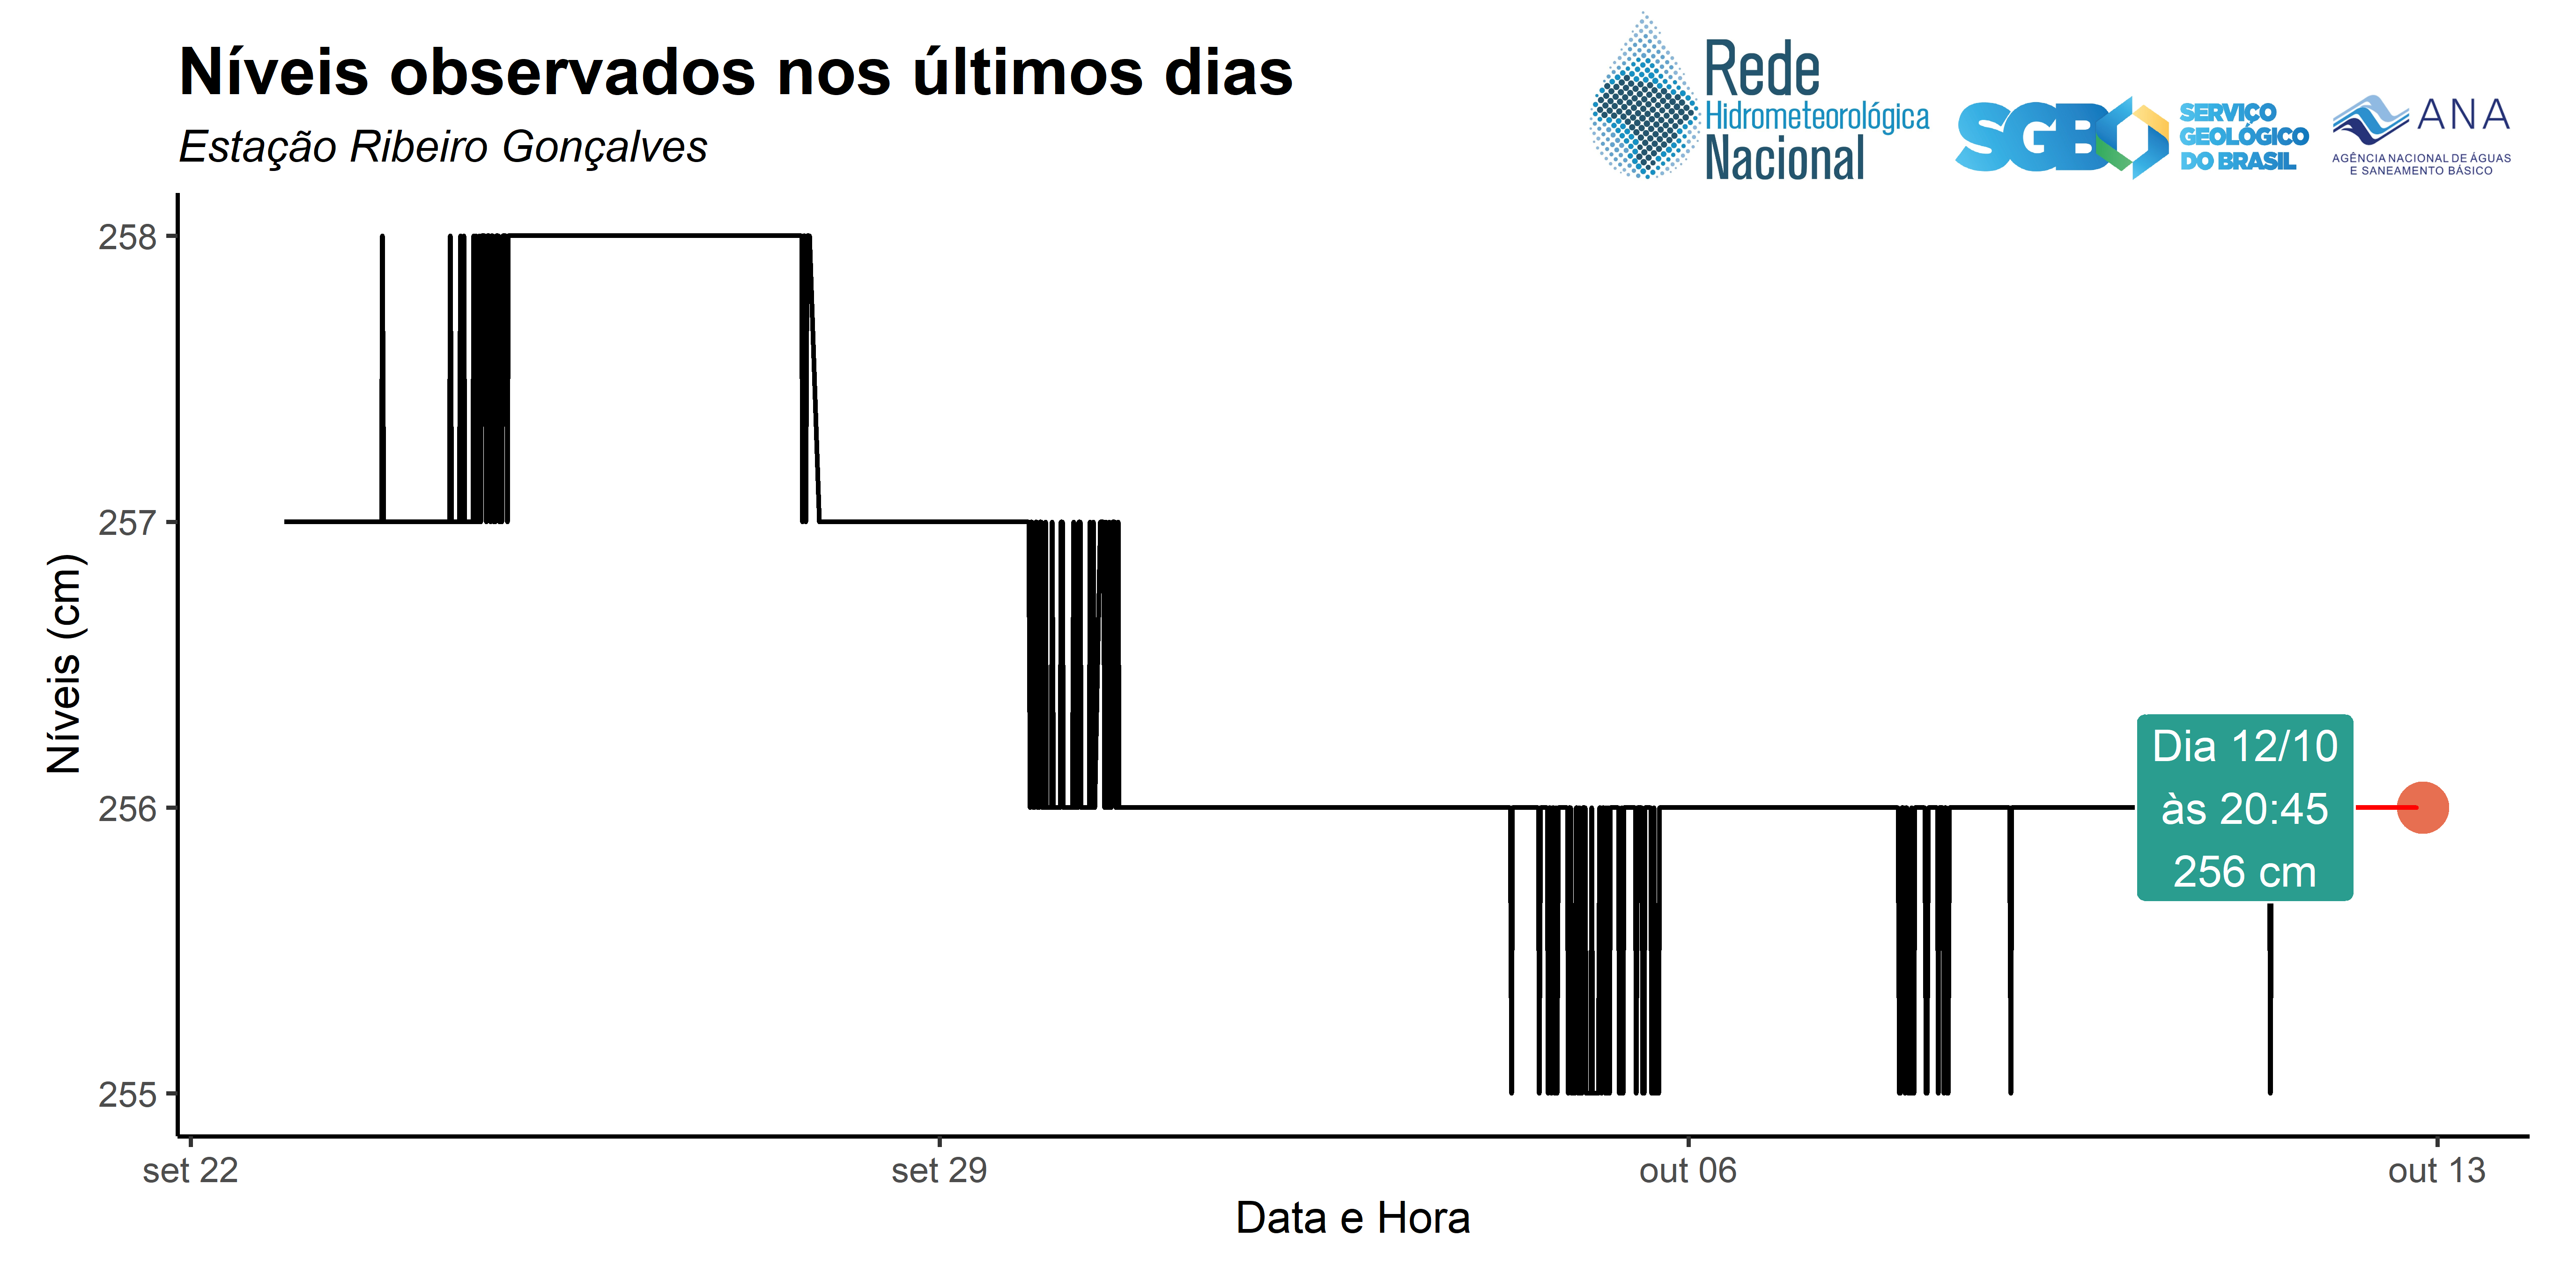 Níveis observados nos últimos dias
Estação Ribeiro Gonçalves
Rede
Hidrometeorológica
Nacional
SGB
SERVIÇO
GEOLÓGICO
DO BRASIL
ANA
AGÊNCIA NACIONAL DE ÁGUAS
E SANEAMENTO BÁSICO
Níveis (cm)
258
257
256
255
Dia 12/10
às 20:45
256 cm
set 22
set 29
out 06
out 13
Data e Hora